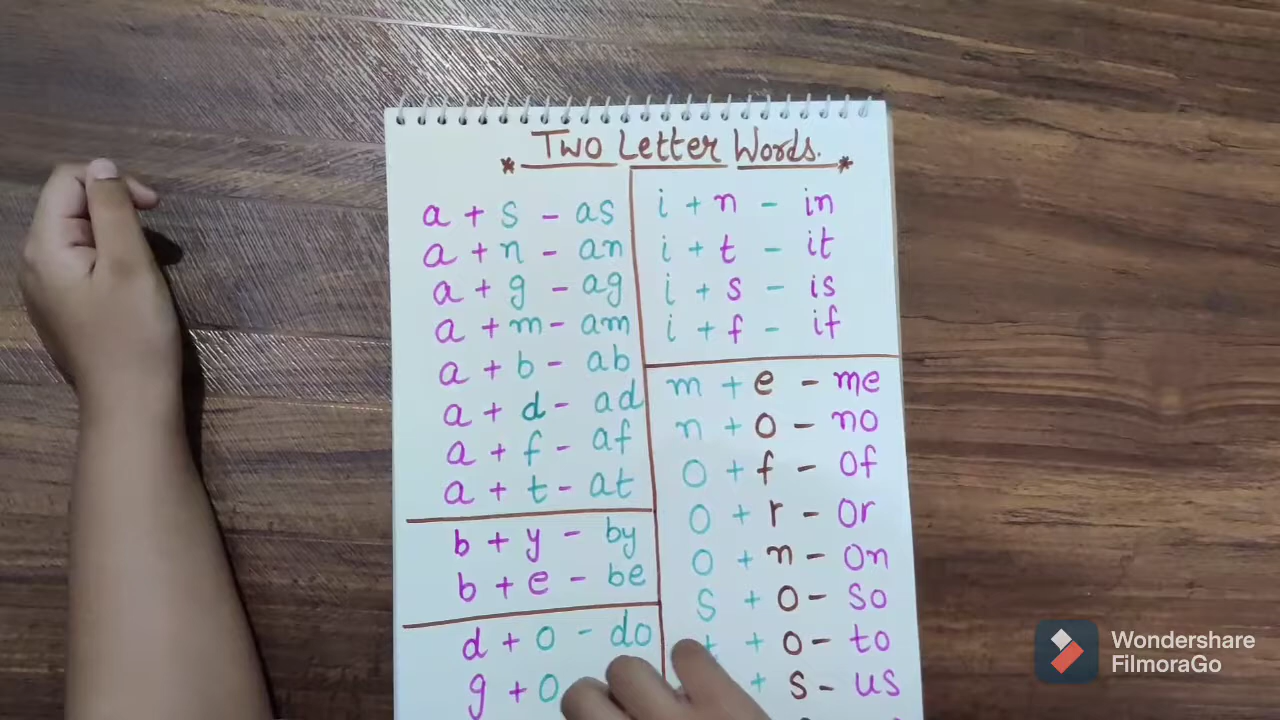 * Two Letter Words. *
a + s - as
a + n - an
a + g - ag
a + m - am
a + b - ab
a + d - ad
a + f - af
a + t - at
b + y - by
b + e - be
d + o - do
g + o
i + n - in
i + t - it
i + s - is
i + f - if
m + e - me
n + o - no
o + f - of
o + r - or
o + n - on
s + o - so
+ o - to
+ s - us
Wondershare
FilmoraGo